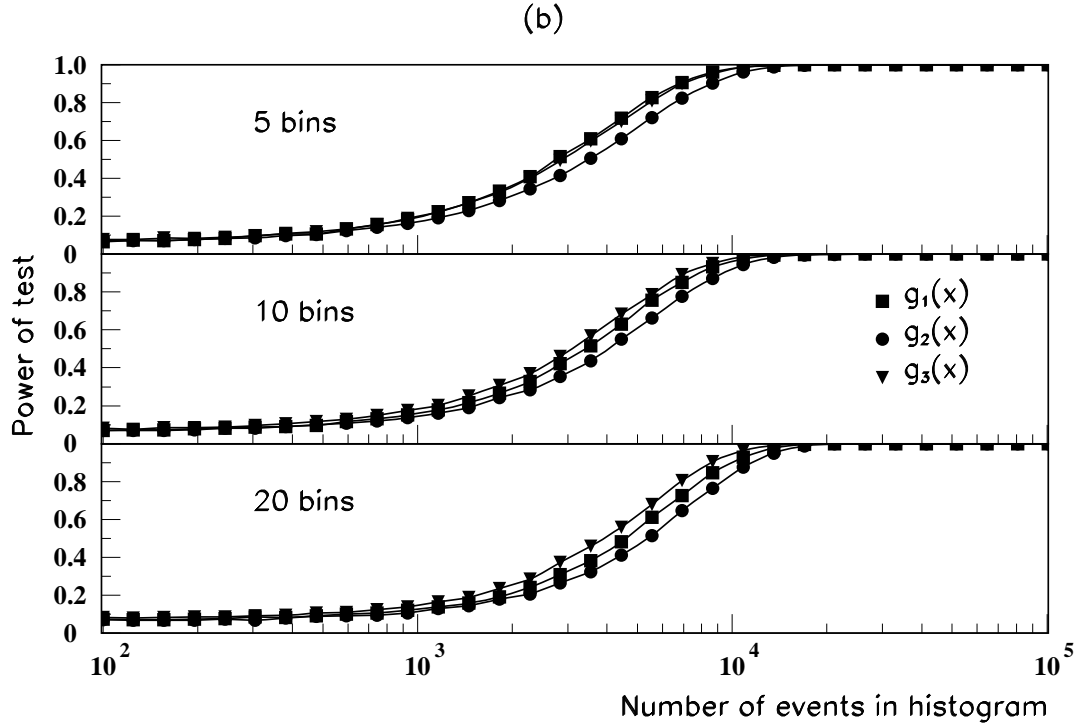 (b)
1.0
0.8
0.6
0.4
0.2
0
5 bins
0.8
0.6
0.4
0.2
0
10 bins
g₁(x)
g₂(x)
g₃(x)
0.8
0.6
0.4
0.2
0
20 bins
Power of test
10² 10³ 10⁴ 10⁵
Number of events in histogram